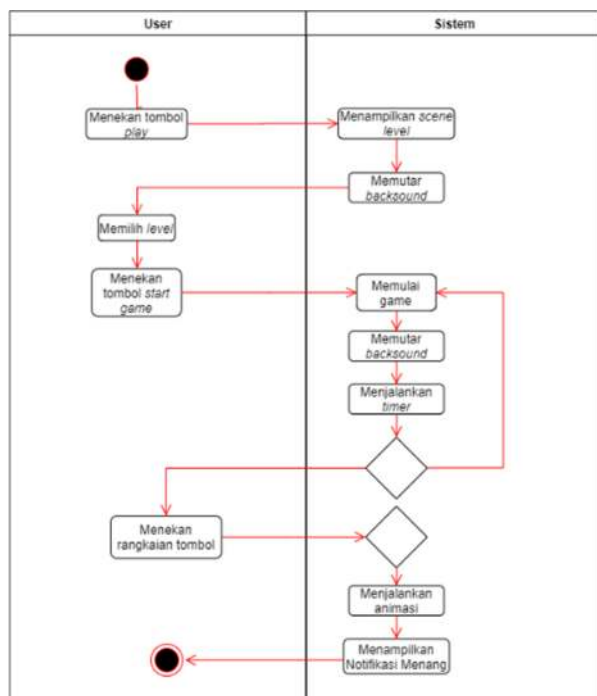 User
Sistem
Menekan tombol
play
Menampilkan scene
level
Memutar
backsound
Memilih level
Menekan
tombol start
game
Memulai
game
Memutar
backsound
Menjalankan
timer
Menekan
rangkaian tombol
Menjalankan
animasi
Menampilkan
Notifikasi Menang